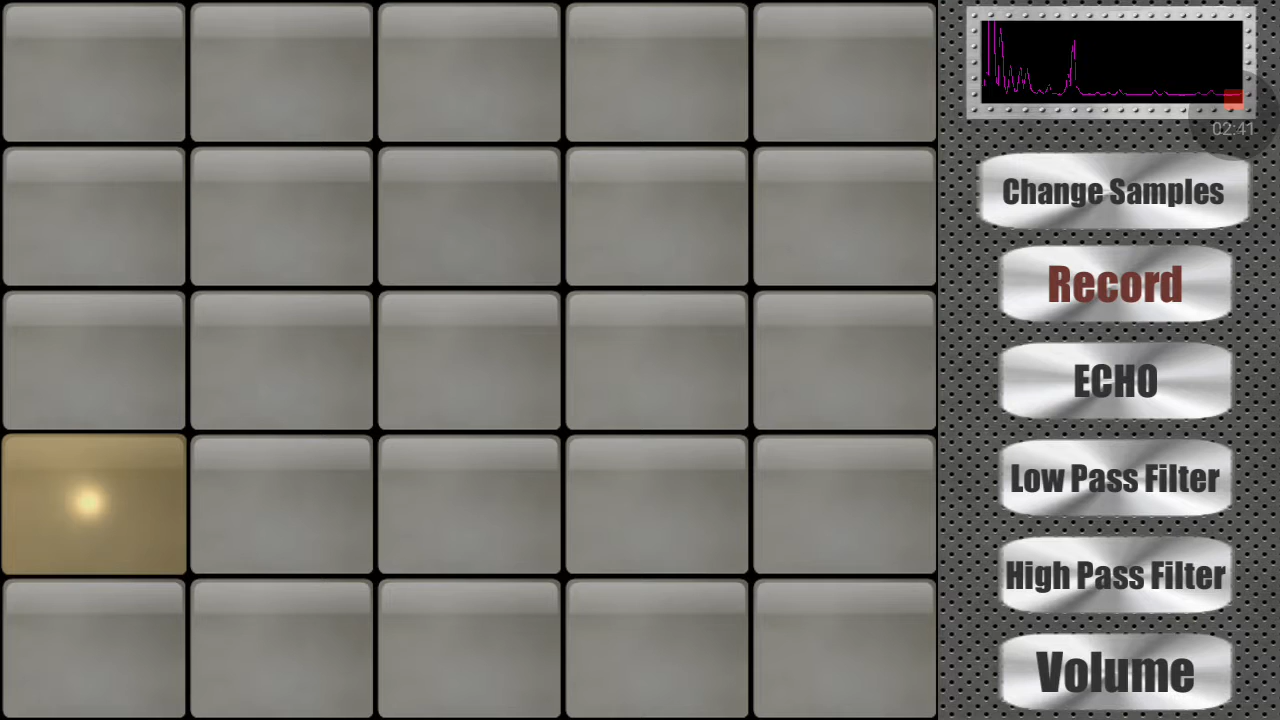 02:41
Change Samples
Record
ECHO
Low Pass Filter
High Pass Filter
Volume